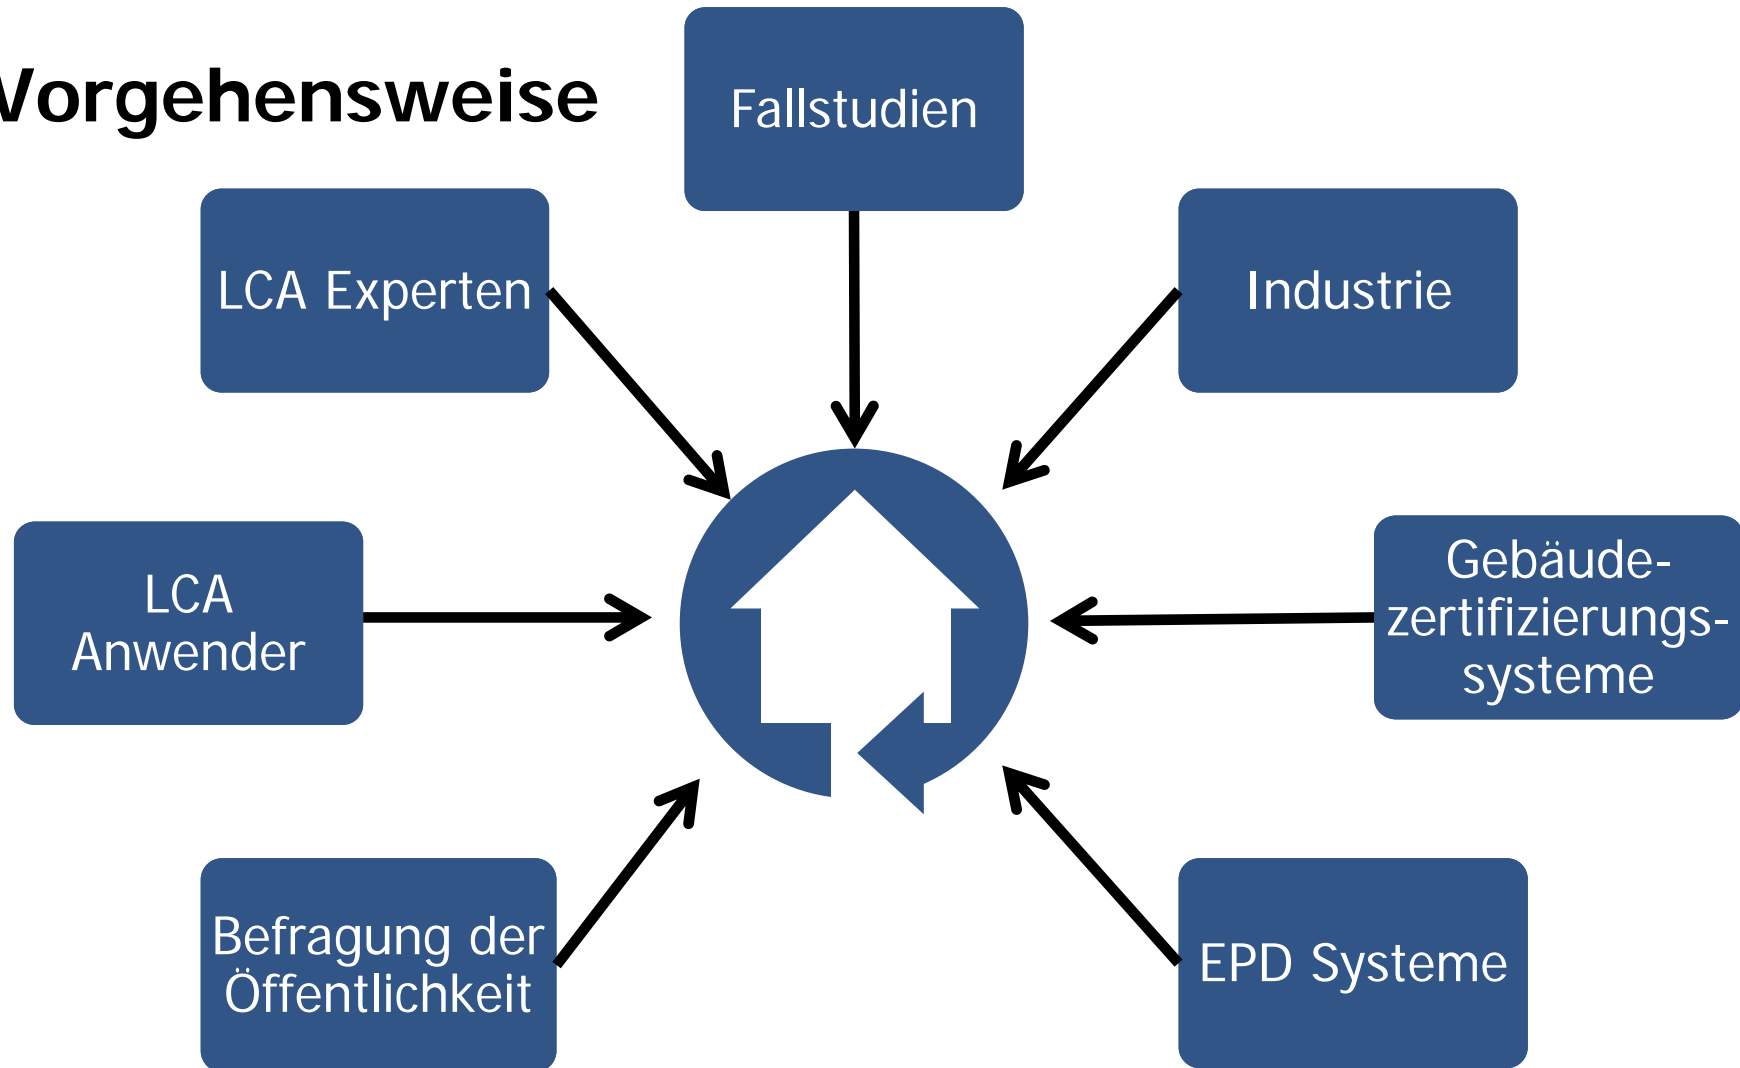 Vorgehensweise
Fallstudien
LCA Experten
Industrie
LCA
Anwender
Gebäude-
zertifizierungs-
systeme
Befragung der
Öffentlichkeit
EPD Systeme